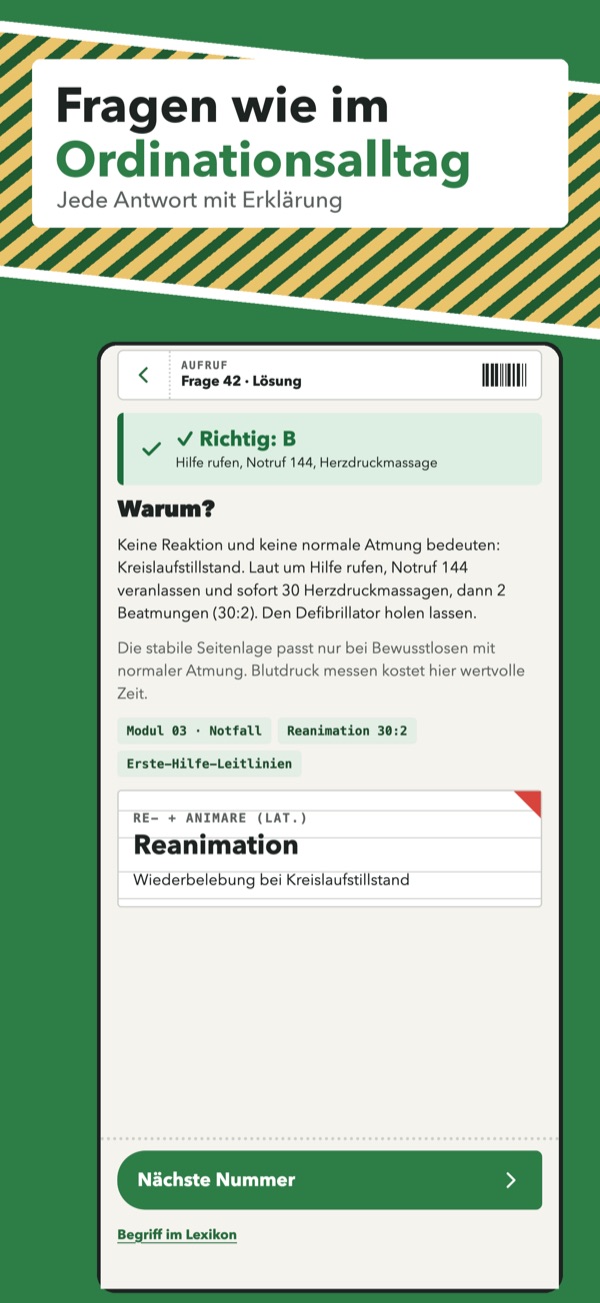 Fragen wie im
Ordinationsalltag
Jede Antwort mit Erklärung
AUFRUF
Frage 42 · Lösung
✓ Richtig: B
Hilfe rufen, Notruf 144, Herzdruckmassage
Warum?
Keine Reaktion und keine normale Atmung bedeuten:
Kreislaufstillstand. Laut um Hilfe rufen, Notruf 144
veranlassen und sofort 30 Herzdruckmassagen, dann 2
Beatmungen (30:2). Den Defibrillator holen lassen.
Die stabile Seitenlage passt nur bei Bewusstlosen mit
normaler Atmung. Blutdruck messen kostet hier wertvolle
Zeit.
Modul 03 · Notfall
Reanimation 30:2
Erste-Hilfe-Leitlinien
RE- + ANIMARE (LAT.)
Reanimation
Wiederbelebung bei Kreislaufstillstand
Nächste Nummer
Begriff im Lexikon